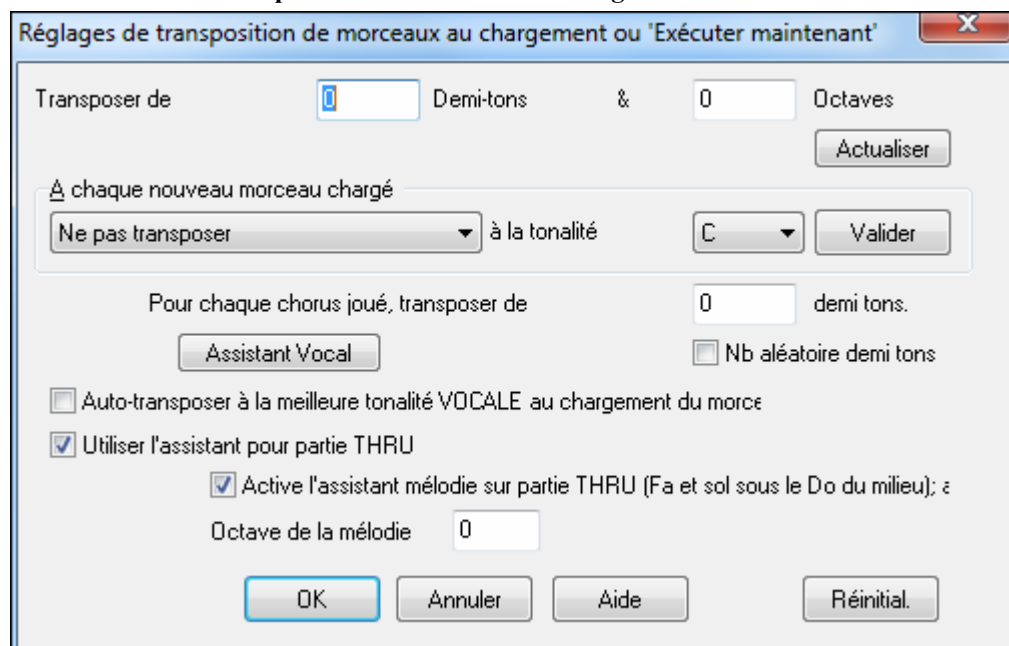 Réglages de transposition de morceaux au chargement ou 'Exécuter maintenant'
Transposer de 0 Demi-tons & 0 Octaves
Actualiser
A chaque nouveau morceau chargé
Ne pas transposer à la tonalité C Valider
Pour chaque chorus joué, transposer de 0 demi tons.
Assistant Vocal Nb aléatoire demi tons
Auto-transposer à la meilleure tonalité VOCALE au chargement du morce
Utiliser l'assistant pour partie THRU
Active l'assistant mélodie sur partie THRU (Fa et sol sous le Do du milieu); a
Octave de la mélodie 0
OK Annuler Aide Réinitial.